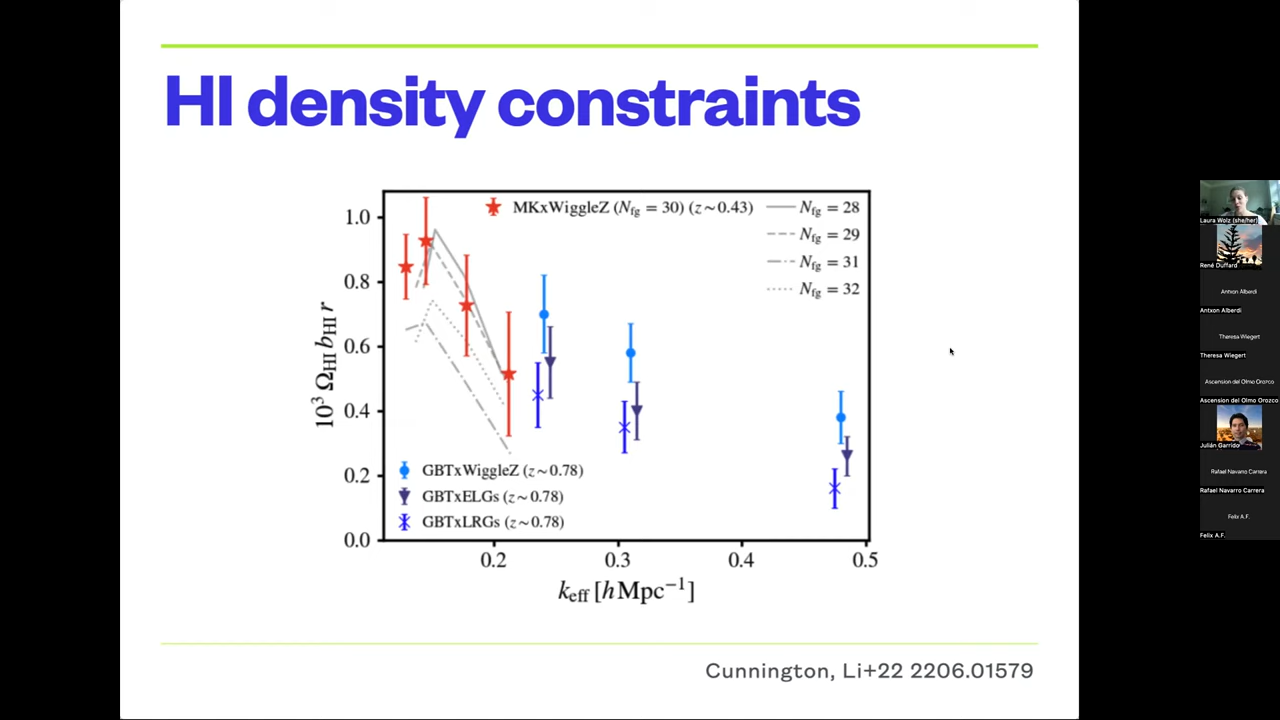 HI density constraints
MKxWiggleZ (N_fg = 30) (z~0.43)
N_fg = 28
N_fg = 29
N_fg = 31
N_fg = 32
GBTxWiggleZ (z~0.78)
GBTxELGs (z~0.78)
GBTxLRGs (z~0.78)
1.0
0.8
0.6
0.4
0.2
0.0
10³ Ω_HI b_HI r
0.2 0.3 0.4 0.5
k_eff [h Mpc⁻¹]
Cunnington, Li+22 2206.01579
Laura Wolz (she/her)
René Duffard
Antxon Alberdi
Antxon Alberdi
Theresa Wiegert
Theresa Wiegert
Ascension del Olmo Orozco
Ascension del Olmo Orozco
Julián Garrido
Rafael Navarro Carrera
Rafael Navarro Carrera
Felix A.F.
Felix A.F.